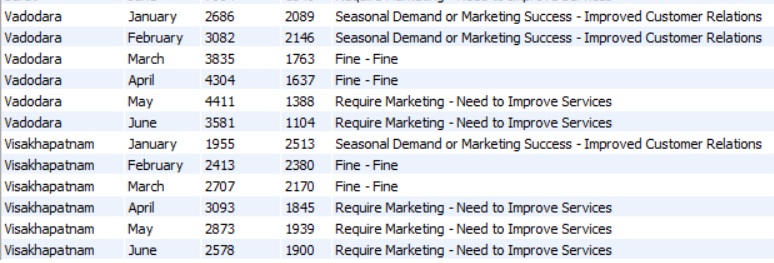 Vadodara January 2686 2089 Seasonal Demand or Marketing Success - Improved Customer Relations
Vadodara February 3082 2146 Seasonal Demand or Marketing Success - Improved Customer Relations
Vadodara March 3835 1763 Fine - Fine
Vadodara April 4304 1637 Fine - Fine
Vadodara May 4411 1388 Require Marketing - Need to Improve Services
Vadodara June 3581 1104 Require Marketing - Need to Improve Services
Visakhapatnam January 1955 2513 Seasonal Demand or Marketing Success - Improved Customer Relations
Visakhapatnam February 2413 2380 Fine - Fine
Visakhapatnam March 2707 2170 Fine - Fine
Visakhapatnam April 3093 1845 Require Marketing - Need to Improve Services
Visakhapatnam May 2873 1939 Require Marketing - Need to Improve Services
Visakhapatnam June 2578 1900 Require Marketing - Need to Improve Services